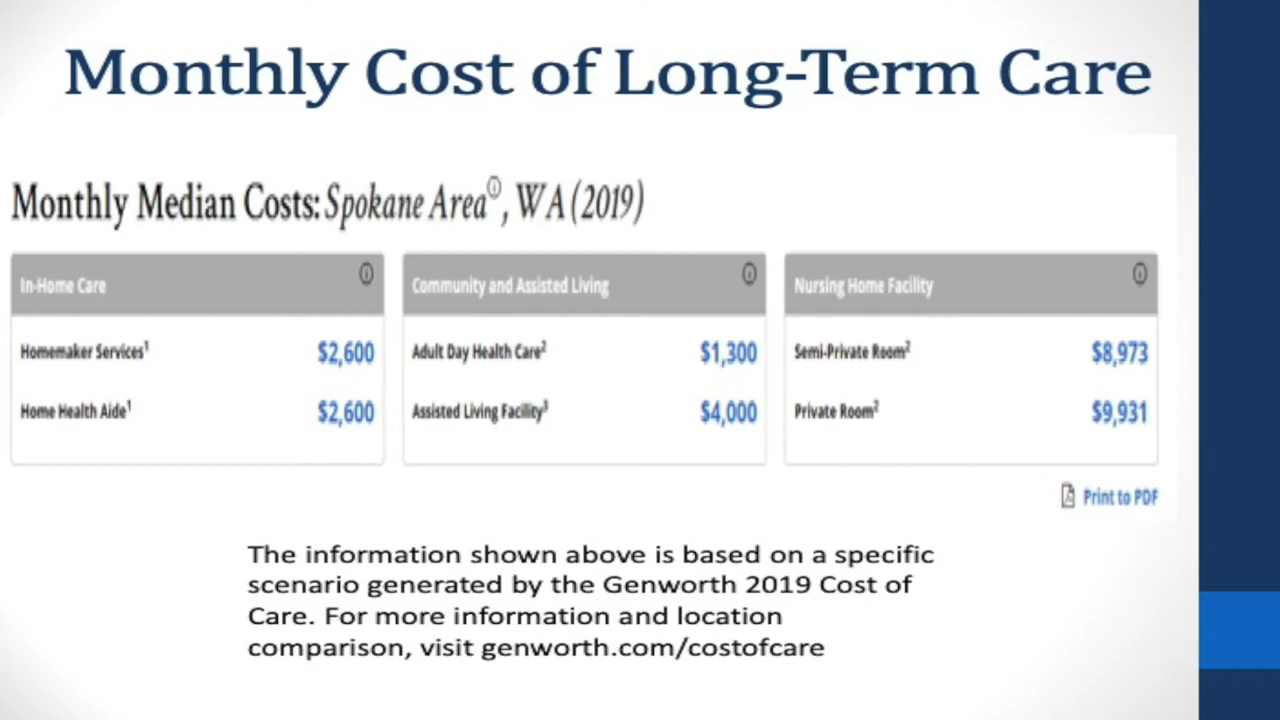 Monthly Cost of Long-Term Care
Monthly Median Costs: Spokane Area ⓘ, WA (2019)
In-Home Care ⓘ
Homemaker Services¹ $2,600
Home Health Aide¹ $2,600
Community and Assisted Living ⓘ
Adult Day Health Care² $1,300
Assisted Living Facility³ $4,000
Nursing Home Facility ⓘ
Semi-Private Room² $8,973
Private Room² $9,931
Print to PDF
The information shown above is based on a specific
scenario generated by the Genworth 2019 Cost of
Care. For more information and location
comparison, visit genworth.com/costofcare